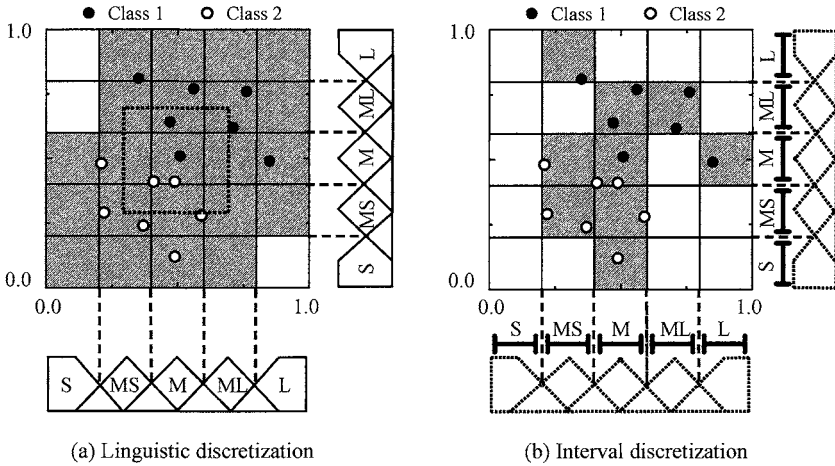 Class 1 Class 2
1.0
0.0
0.0 1.0
L
ML
M
MS
S
S MS M ML L
(a) Linguistic discretization
Class 1 Class 2
1.0
0.0
0.0 1.0
L
ML
M
MS
S
S MS M ML L
(b) Interval discretization